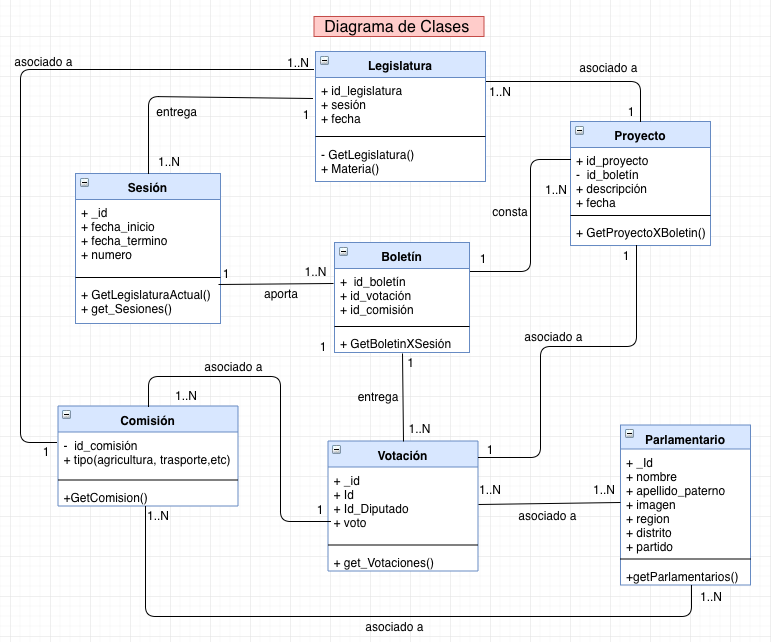 Diagrama de Clases
asociado a
1..N
Legislatura
+ id_legislatura
+ sesión
+ fecha
- GetLegislatura()
+ Materia()
asociado a
1..N
1
entrega
1
1..N
Proyecto
+ id_proyecto
- id_boletín
+ descripción
+ fecha
+ GetProyectoXBoletin()
1..N
consta
1
1
Sesión
+ _id
+ fecha_inicio
+ fecha_termino
+ numero
+ GetLegislaturaActual()
+ get_Sesiones()
1
1..N
aporta
Boletín
+ id_boletín
+ id_votación
+ id_comisión
+ GetBoletinXSesión
1
1
entrega
1..N
asociado a
asociado a
1..N
Comisión
- id_comisión
+ tipo(agricultura, trasporte,etc)
+GetComision()
1
1..N
1
Votación
+ _id
+ Id
+ Id_Diputado
+ voto
+ get_Votaciones()
1
1..N
1..N
asociado a
Parlamentario
+ _Id
+ nombre
+ apellido_paterno
+ imagen
+ region
+ distrito
+ partido
+getParlamentarios()
1..N
asociado a